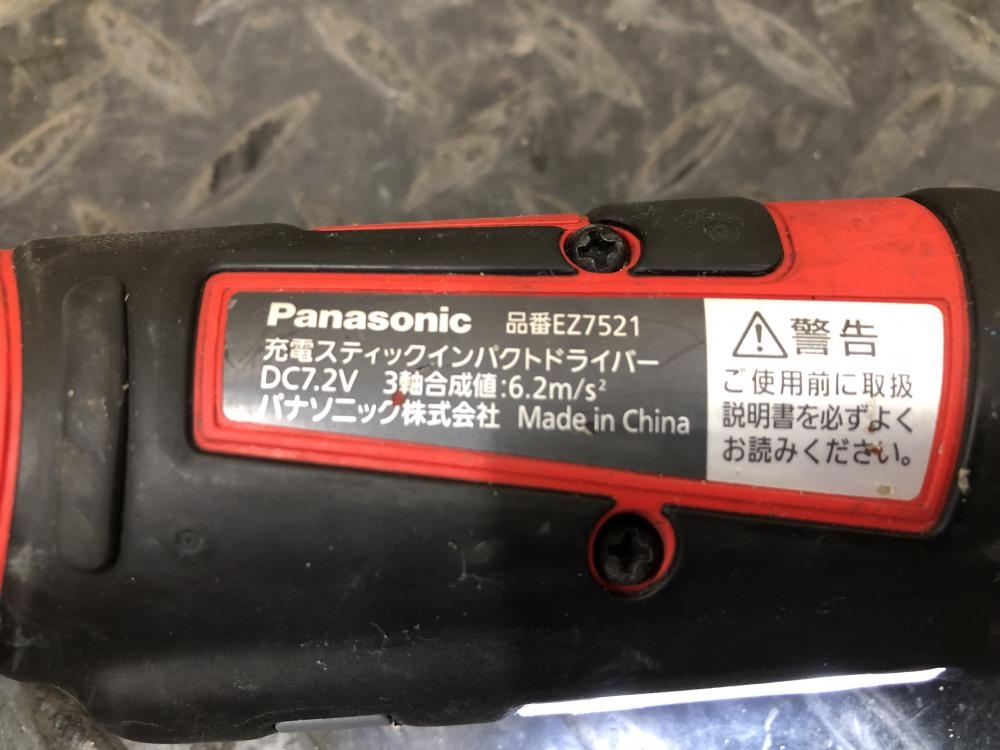 Panasonic 品番EZ7521
充電スティックインパクトドライバー
DC7.2V 3軸合成値:6.2m/s²
パナソニック株式会社 Made in China
⚠警告
ご使用前に取扱
説明書を必ずよく
お読みください。